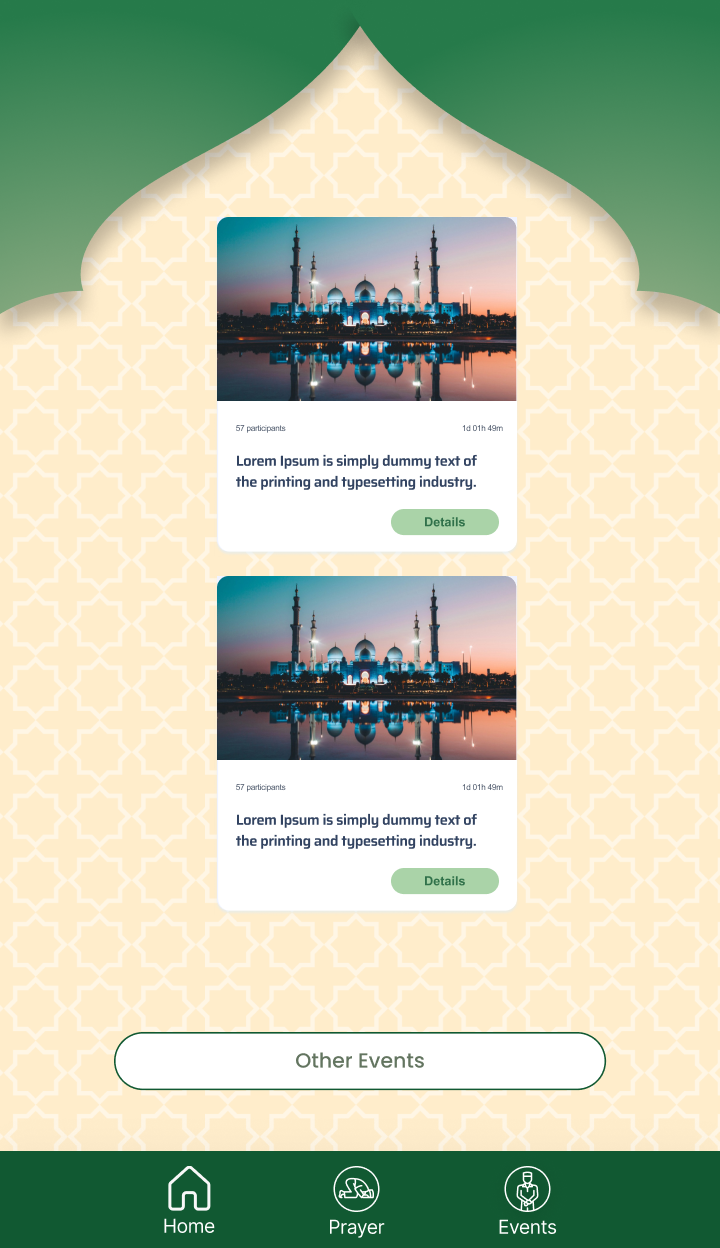 57 participants
1d 01h 49m
Lorem Ipsum is simply dummy text of
the printing and typesetting industry.
Details
57 participants
1d 01h 49m
Lorem Ipsum is simply dummy text of
the printing and typesetting industry.
Details
Other Events
Home
Prayer
Events